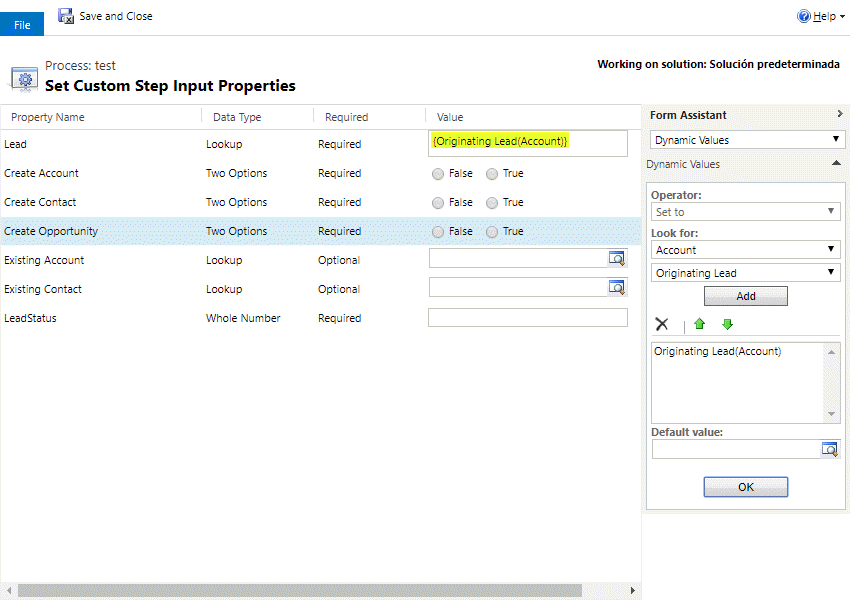 File
Save and Close
Help
Process: test
Set Custom Step Input Properties
Working on solution: Solución predeterminada
Property Name Data Type Required Value
Lead Lookup Required {Originating Lead(Account)}
Create Account Two Options Required False True
Create Contact Two Options Required False True
Create Opportunity Two Options Required False True
Existing Account Lookup Optional
Existing Contact Lookup Optional
LeadStatus Whole Number Required
Form Assistant
Dynamic Values
Dynamic Values
Operator:
Set to
Look for:
Account
Originating Lead
Add
Originating Lead(Account)
Default value:
OK